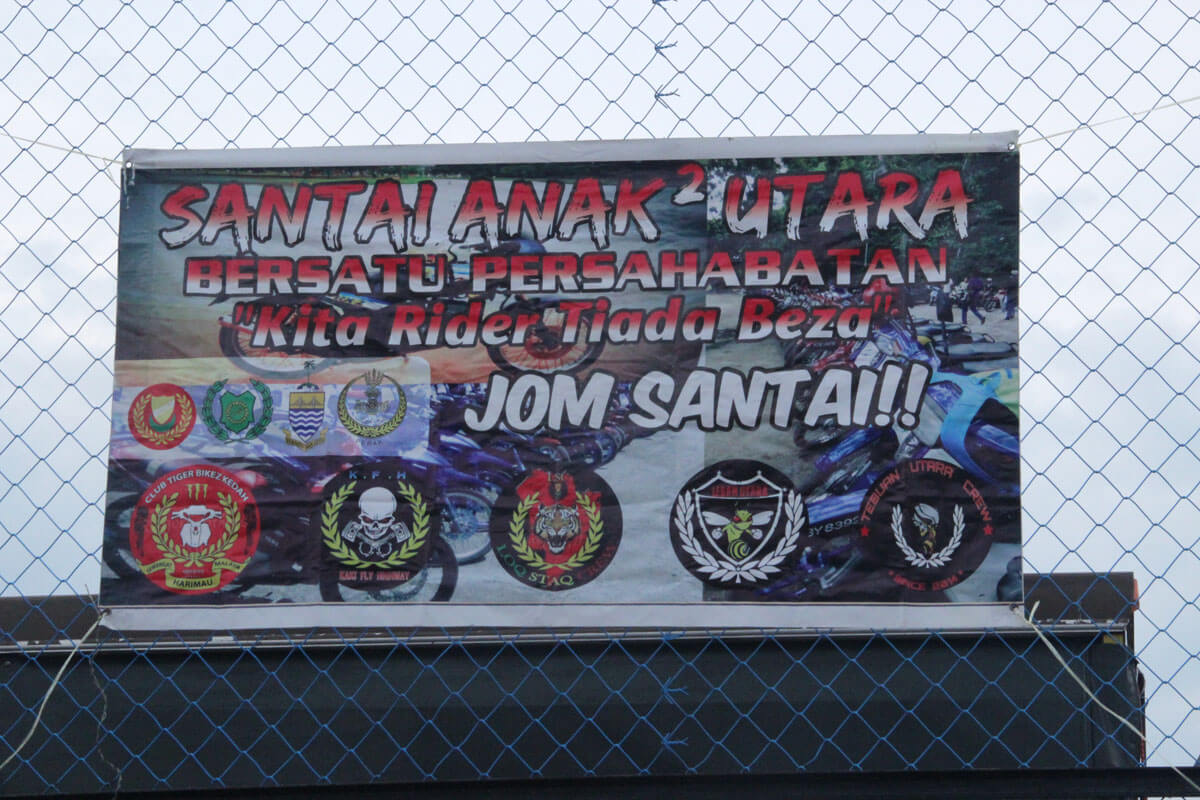 SANTAI ANAK² UTARA
BERSATU PERSAHABATAN
"Kita Rider Tiada Beza"
JOM SANTAI!!
CLUB TIGER BIKEZ KEDAH
HARIMAU
K.F.H
KAKI FLY HIGHWAY
LSC
LOQ STAQ CREW
TEBUAN UTARA CREW
SINCE 2014